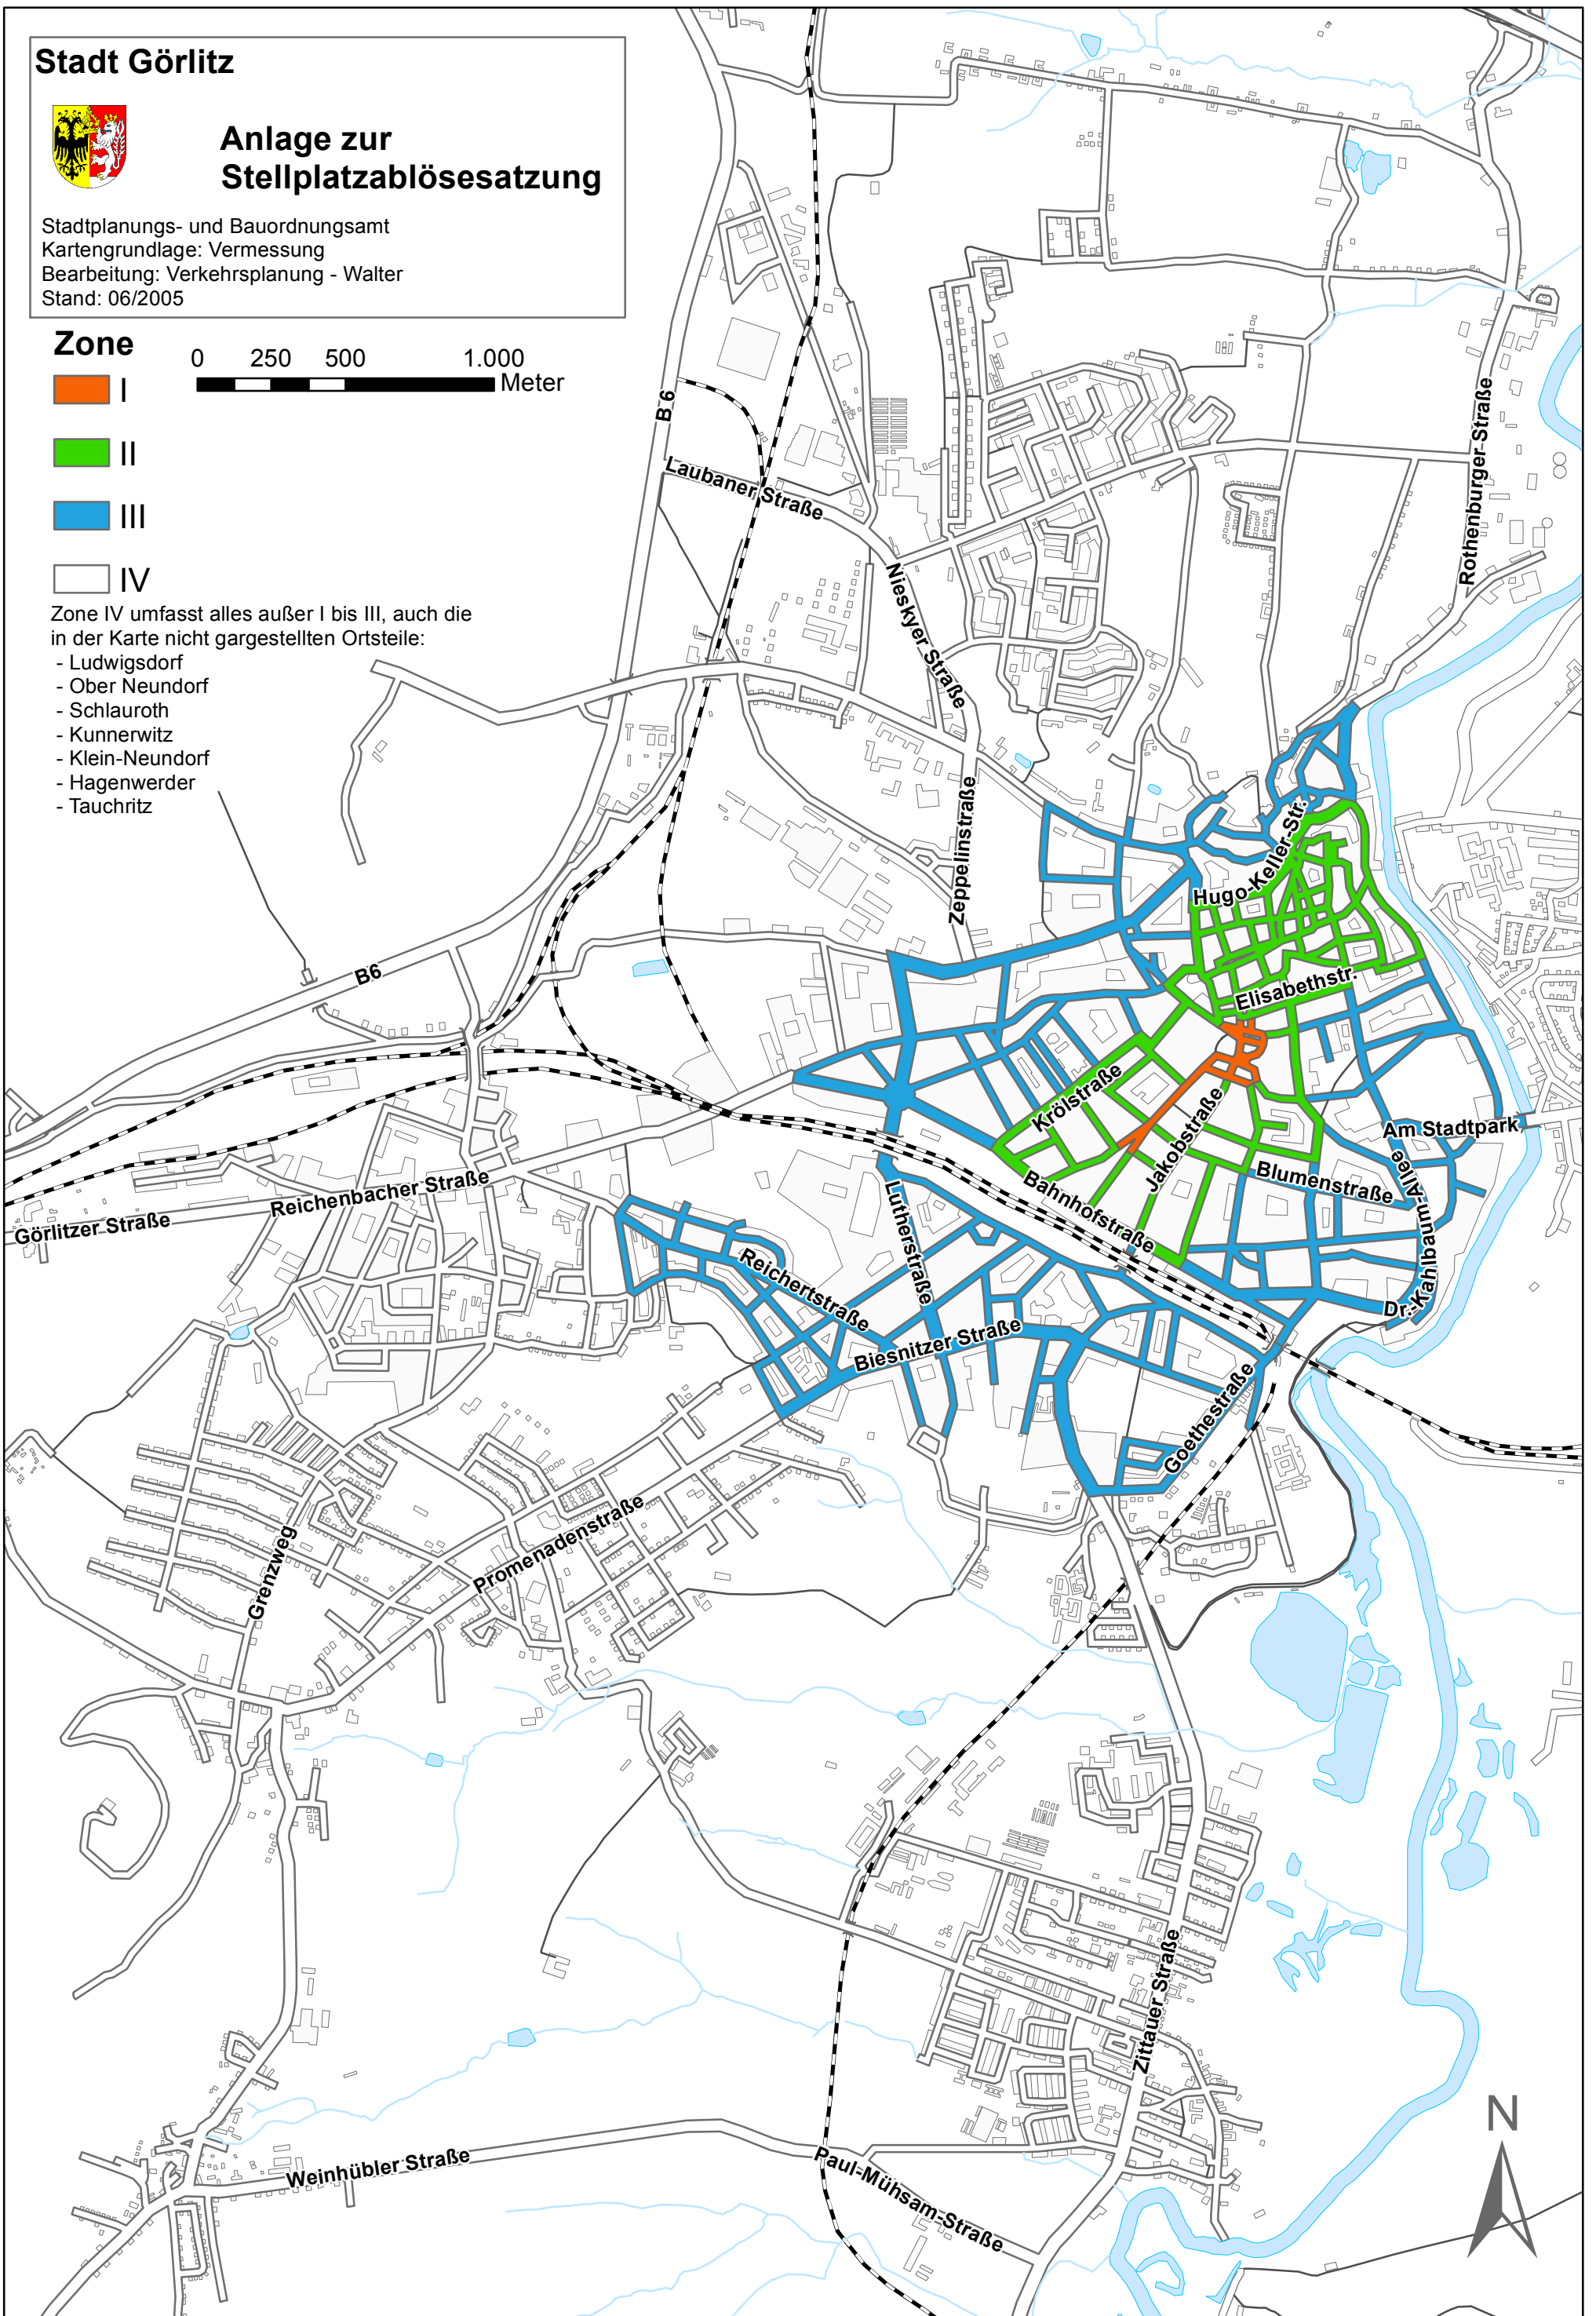 Stadt Görlitz
Anlage zur
Stellplatzablösesatzung
Stadtplanungs- und Bauordnungsamt
Kartengrundlage: Vermessung
Bearbeitung: Verkehrsplanung - Walter
Stand: 06/2005
Zone
0 250 500 1.000
Meter
I
II
III
IV
Zone IV umfasst alles außer I bis III, auch die
in der Karte nicht gargestellten Ortsteile:
- Ludwigsdorf
- Ober Neundorf
- Schlauroth
- Kunnerwitz
- Klein-Neundorf
- Hagenwerder
- Tauchritz
B 6
Laubaner Straße
Nieskyer Straße
Rothenburger-Straße
Zeppelinstraße
Hugo-Keller-Str.
B6
Elisabethstr.
Krölstraße
Jakobstraße
Am Stadtpark
Blumenstraße
Bahnhofstraße
Dr.-Kahlbaum-Allee
Reichenbacher Straße
Görlitzer Straße
Lutherstraße
Reichertstraße
Biesnitzer Straße
Goethestraße
Promenadenstraße
Grenzweg
Zittauer Straße
Weinhübler Straße
Paul-Mühsam-Straße
N